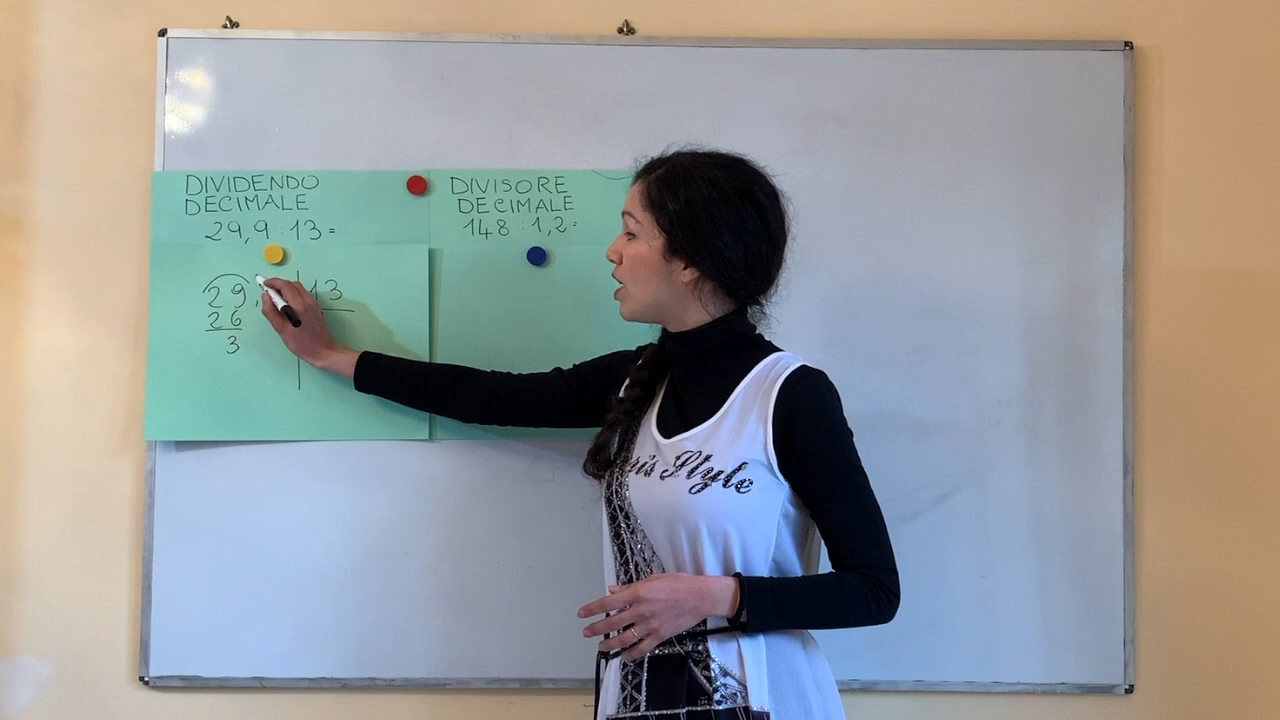 DIVIDENDO
DECIMALE
29,9 : 13 =
29,
13
26
3
DIVISORE
DECIMALE
148 : 1,2 =
Style